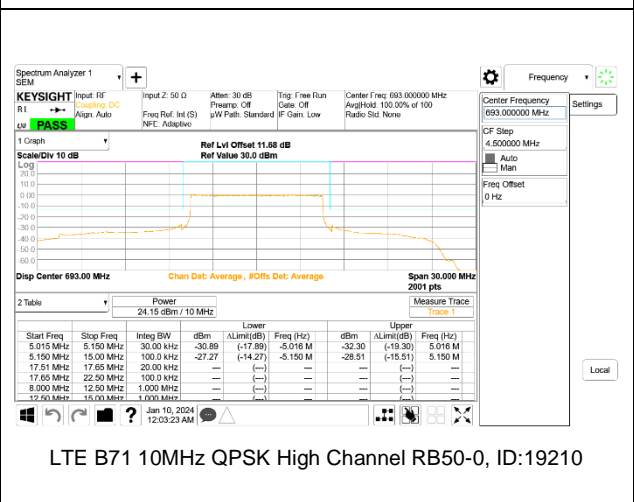 Spectrum Analyzer 1
SEM
Frequency
KEYSIGHT
Input: RF
Coupling: DC
Align: Auto
Input Z: 50 Ω
Freq Ref: Int (S)
NFE: Adaptive
Atten: 30 dB
Preamp: Off
µW Path: Standard
Trig: Free Run
Gate: Off
IF Gain: Low
Center Freq: 693.000000 MHz
Avg|Hold: 100.00% of 100
Radio Std: None
PASS
Center Frequency
693.000000 MHz
Settings
CF Step
4.500000 MHz
Auto
Man
Freq Offset
0 Hz
1 Graph
Scale/Div 10 dB
Ref Lvl Offset 11.68 dB
Ref Value 30.0 dBm
Log
20.0
10.0
0.00
-10.0
-20.0
-30.0
-40.0
-50.0
-60.0
Disp Center 693.00 MHz
Chan Det: Average, #Offs Det: Average
Span 30.000 MHz
2001 pts
2 Table
Power
24.15 dBm / 10 MHz
Measure Trace
Trace 1
Lower Upper
Start Freq Stop Freq Integ BW dBm ΔLimit(dB) Freq (Hz) dBm ΔLimit(dB) Freq (Hz)
5.015 MHz 5.150 MHz 30.00 kHz -30.89 (-17.89) -5.016 M -32.30 (-19.30) 5.016 M
5.150 MHz 15.00 MHz 100.0 kHz -27.27 (-14.27) -5.150 M -28.51 (-15.51) 5.150 M
17.51 MHz 17.65 MHz 20.00 kHz --- (---) --- --- (---) ---
17.65 MHz 22.50 MHz 100.0 kHz --- (---) --- --- (---) ---
8.000 MHz 12.50 MHz 1.000 MHz --- (---) --- --- (---) ---
12.50 MHz 15.00 MHz 1.000 MHz --- (---) --- --- (---) ---
Local
Jan 10, 2024
12:03:23 AM
LTE B71 10MHz QPSK High Channel RB50-0, ID:19210